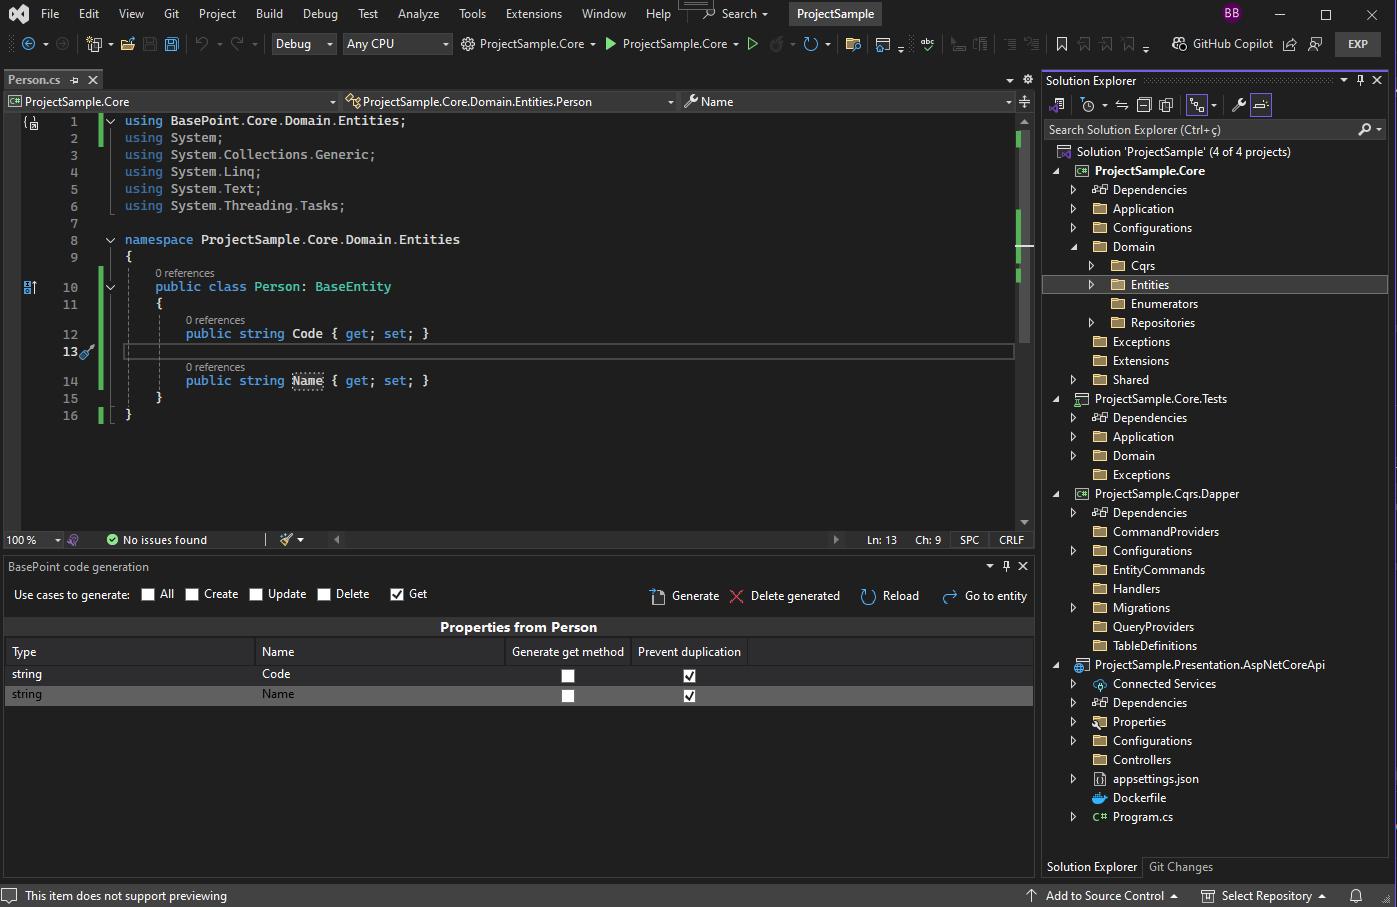 File Edit View Git Project Build Debug Test Analyze Tools Extensions Window Help Search ProjectSample BB
Debug Any CPU ProjectSample.Core ProjectSample.Core abc GitHub Copilot EXP
Person.cs
ProjectSample.Core ProjectSample.Core.Domain.Entities.Person Name
1 using BasePoint.Core.Domain.Entities;
2 using System;
3 using System.Collections.Generic;
4 using System.Linq;
5 using System.Text;
6 using System.Threading.Tasks;
7
8 namespace ProjectSample.Core.Domain.Entities
9 {
0 references
10 public class Person: BaseEntity
11 {
0 references
12 public string Code { get; set; }
13
0 references
14 public string Name { get; set; }
15 }
16 }
100 % No issues found Ln: 13 Ch: 9 SPC CRLF
BasePoint code generation
Use cases to generate: All Create Update Delete Get Generate Delete generated Reload Go to entity
Properties from Person
Type Name Generate get method Prevent duplication
string Code
string Name
Solution Explorer
Search Solution Explorer (Ctrl+ç)
Solution 'ProjectSample' (4 of 4 projects)
C# ProjectSample.Core
Dependencies
Application
Configurations
Domain
Cqrs
Entities
Enumerators
Repositories
Exceptions
Extensions
Shared
ProjectSample.Core.Tests
Dependencies
Application
Domain
Exceptions
C# ProjectSample.Cqrs.Dapper
Dependencies
CommandProviders
Configurations
EntityCommands
Handlers
Migrations
QueryProviders
TableDefinitions
ProjectSample.Presentation.AspNetCoreApi
Connected Services
Dependencies
Properties
Configurations
Controllers
appsettings.json
Dockerfile
C# Program.cs
Solution Explorer Git Changes
This item does not support previewing Add to Source Control Select Repository